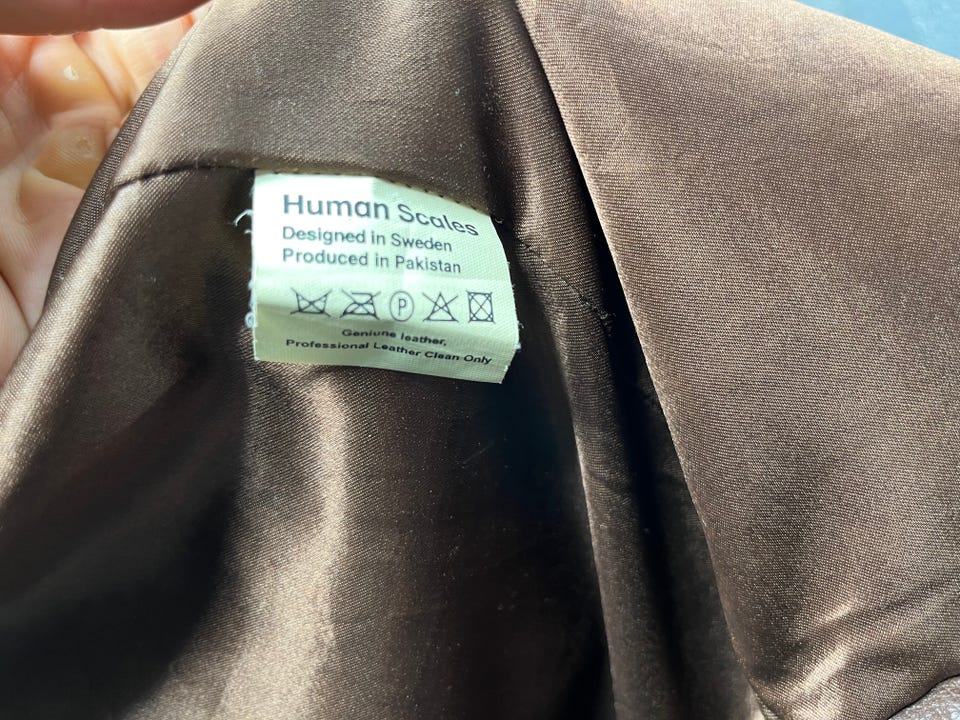 Human Scales
Designed in Sweden
Produced in Pakistan
P
Geniune leather,
Professional Leather Clean Only